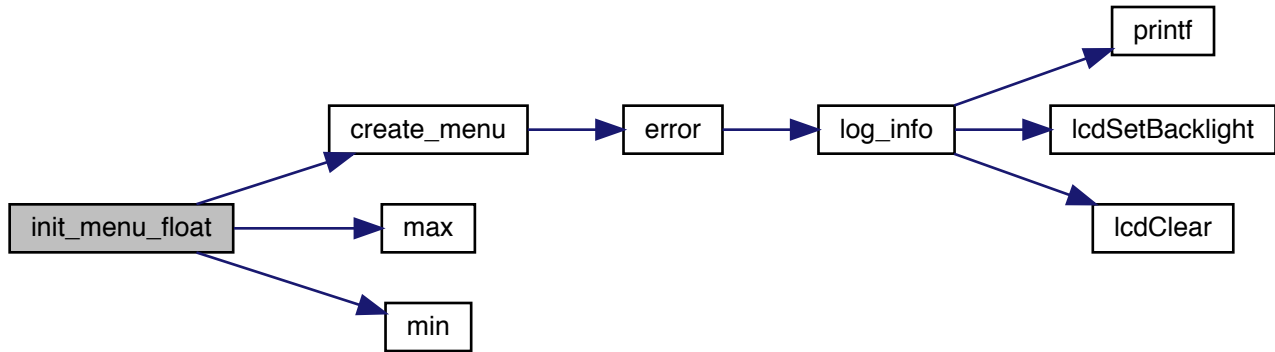 init_menu_float
create_menu
max
min
error
log_info
printf
lcdSetBacklight
lcdClear